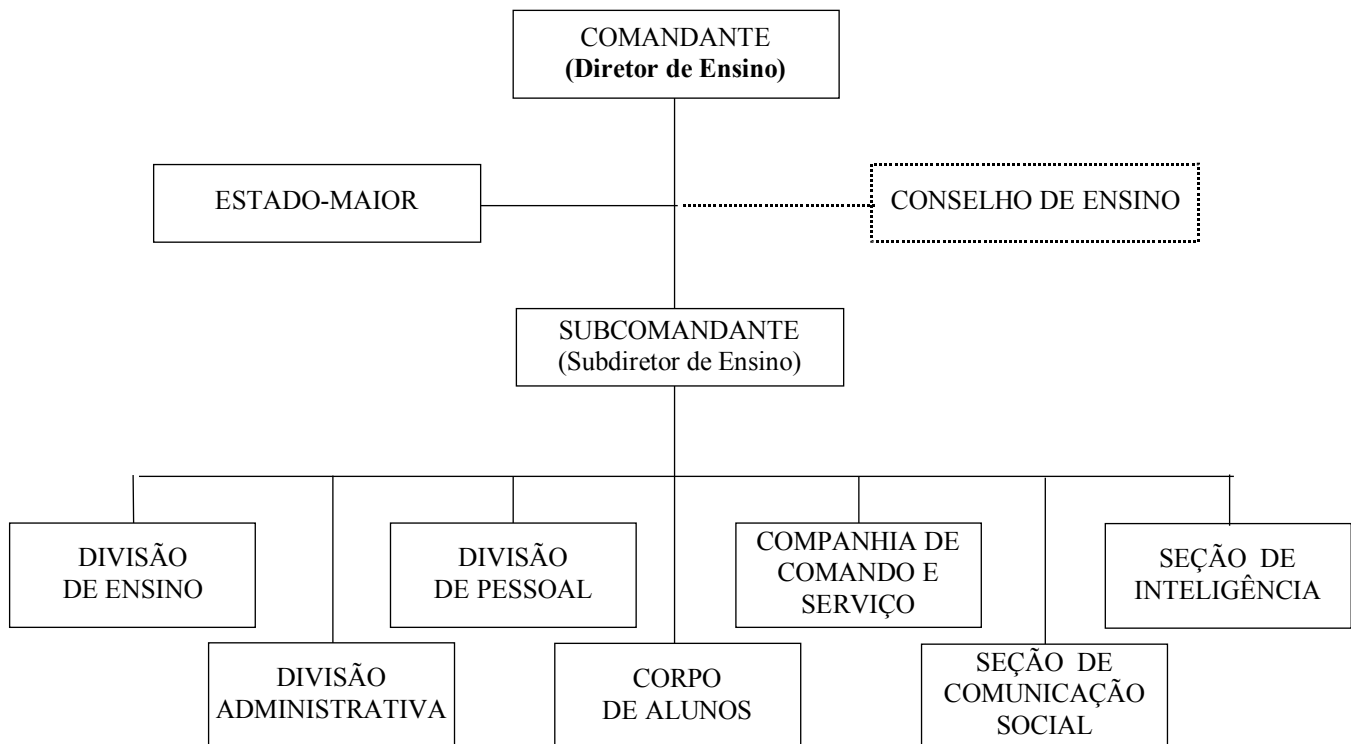 COMANDANTE
(Diretor de Ensino)
ESTADO-MAIOR
CONSELHO DE ENSINO
SUBCOMANDANTE
(Subdiretor de Ensino)
DIVISÃO
DE ENSINO
DIVISÃO
DE PESSOAL
COMPANHIA DE
COMANDO E
SERVIÇO
SEÇÃO DE
INTELIGÊNCIA
DIVISÃO
ADMINISTRATIVA
CORPO
DE ALUNOS
SEÇÃO DE
COMUNICAÇÃO
SOCIAL